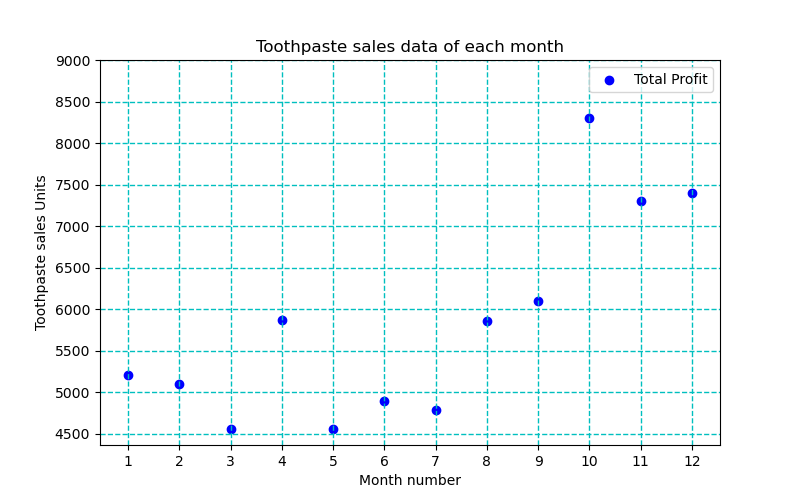 Toothpaste sales data of each month
Total Profit
Toothpaste sales Units
9000
8500
8000
7500
7000
6500
6000
5500
5000
4500
1 2 3 4 5 6 7 8 9 10 11 12
Month number